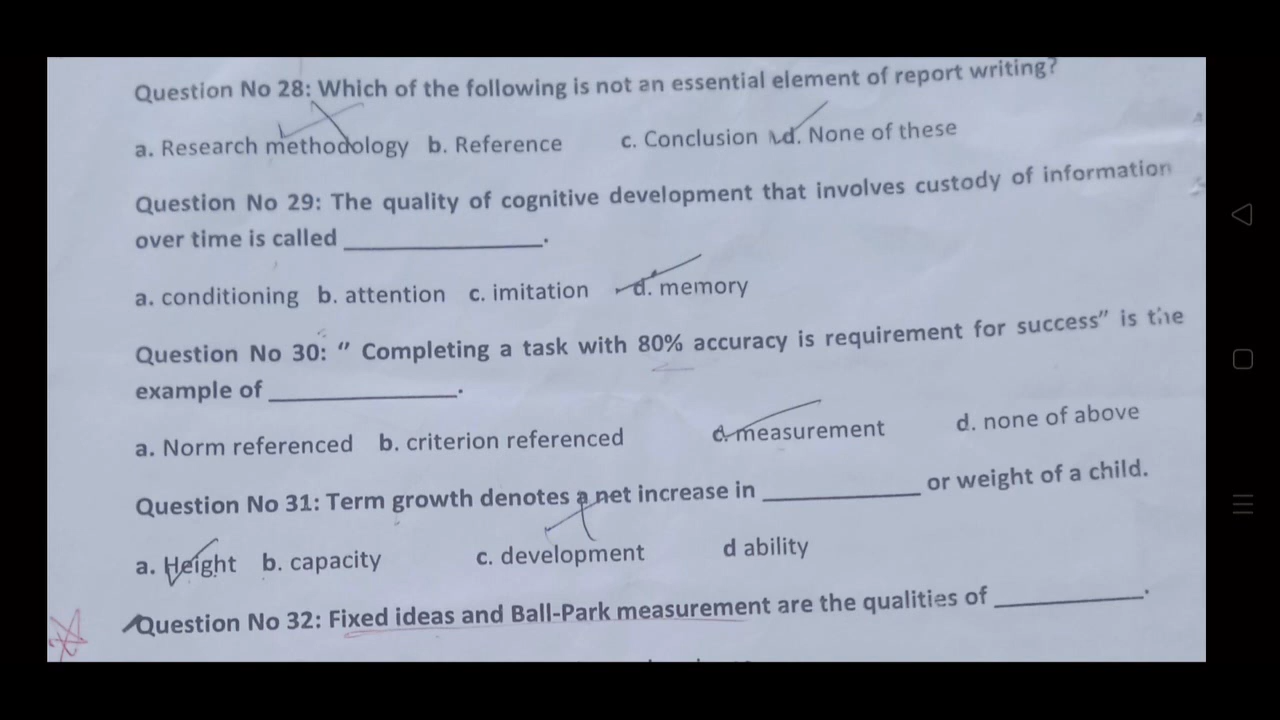 Question No 28: Which of the following is not an essential element of report writing?
a. Research methodology b. Reference c. Conclusion d. None of these
Question No 29: The quality of cognitive development that involves custody of information
over time is called ________________.
a. conditioning b. attention c. imitation d. memory
Question No 30: “ Completing a task with 80% accuracy is requirement for success” is the
example of ________________.
a. Norm referenced b. criterion referenced c. measurement d. none of above
Question No 31: Term growth denotes a net increase in ______________ or weight of a child.
a. Height b. capacity c. development d ability
Question No 32: Fixed ideas and Ball-Park measurement are the qualities of _____________.